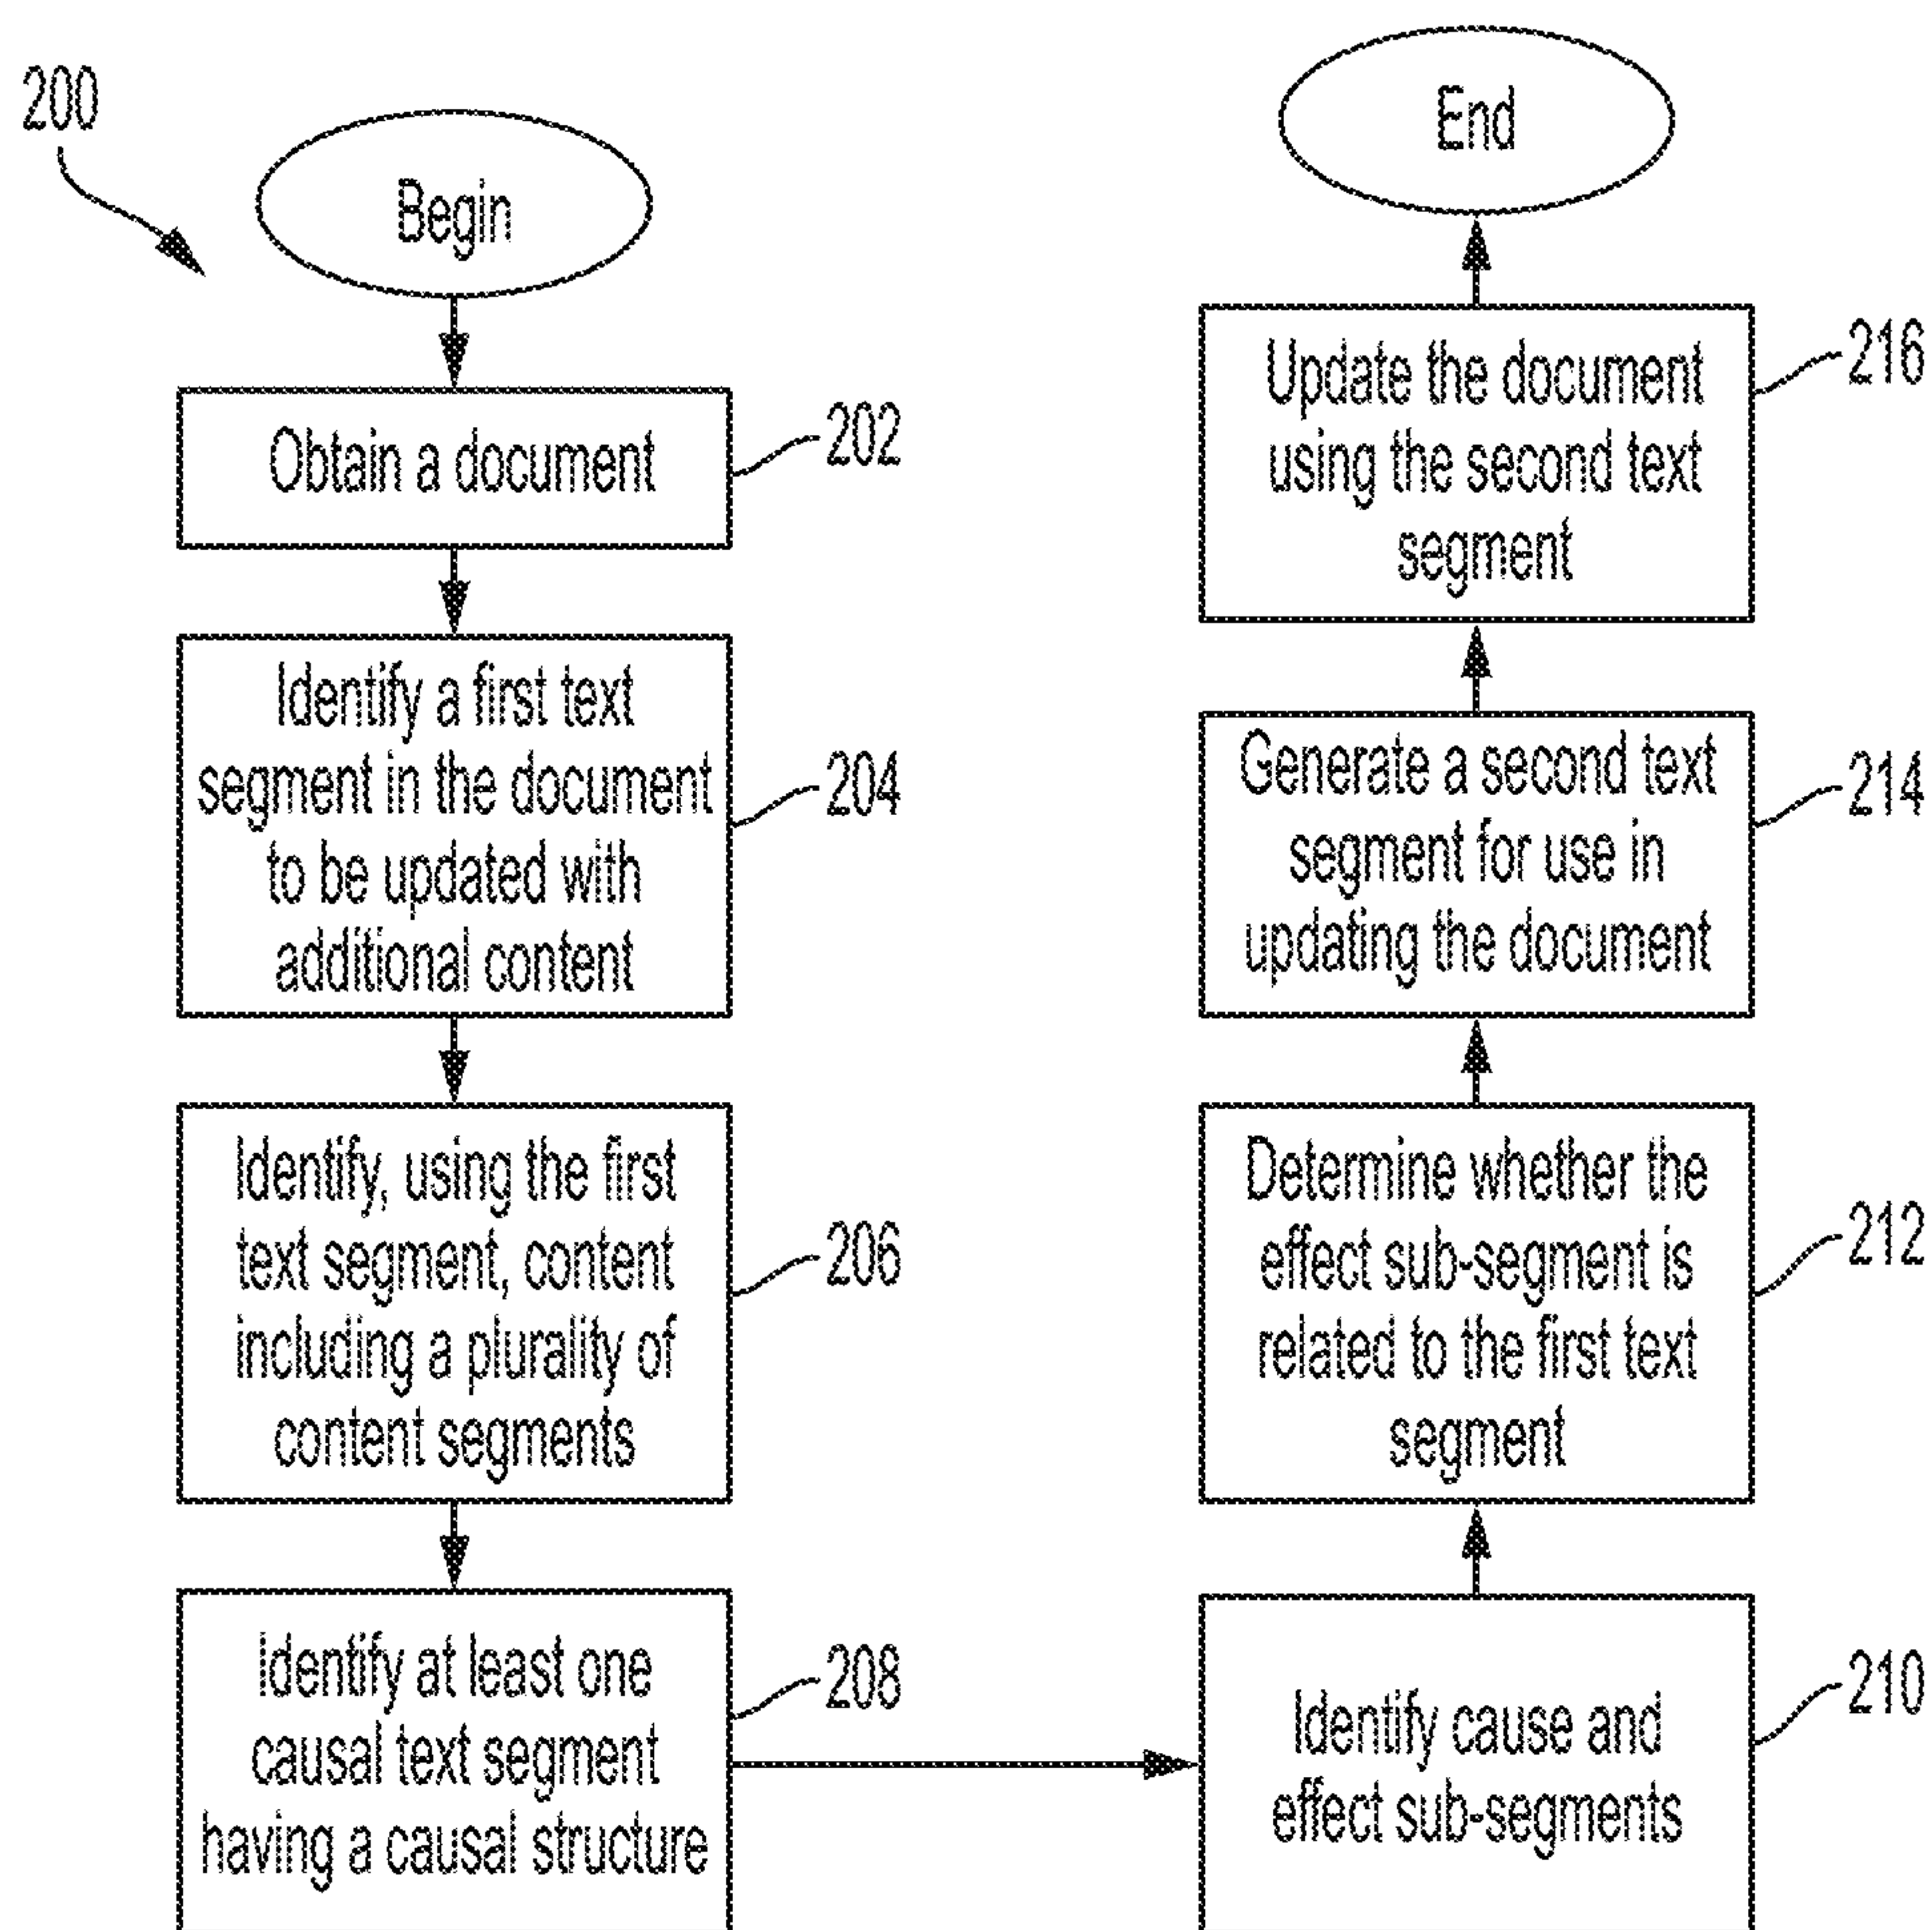 200
Begin
Obtain a document
202
Identify a first text
segment in the document
to be updated with
additional content
204
Identify, using the first
text segment, content
including a plurality of
content segments
206
Identify at least one
causal text segment
having a causal structure
208
Identify cause and
effect sub-segments
210
Determine whether the
effect sub-segment is
related to the first text
segment
212
Generate a second text
segment for use in
updating the document
214
Update the document
using the second text
segment
216
End